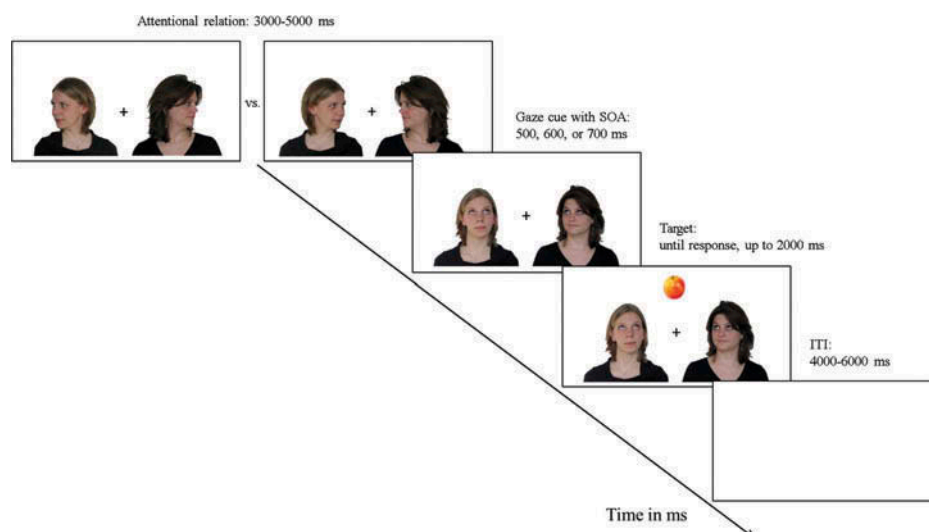 Attentional relation: 3000-5000 ms
+
vs.
+
Gaze cue with SOA:
500, 600, or 700 ms
+
Target:
until response, up to 2000 ms
+
ITI:
4000-6000 ms
Time in ms